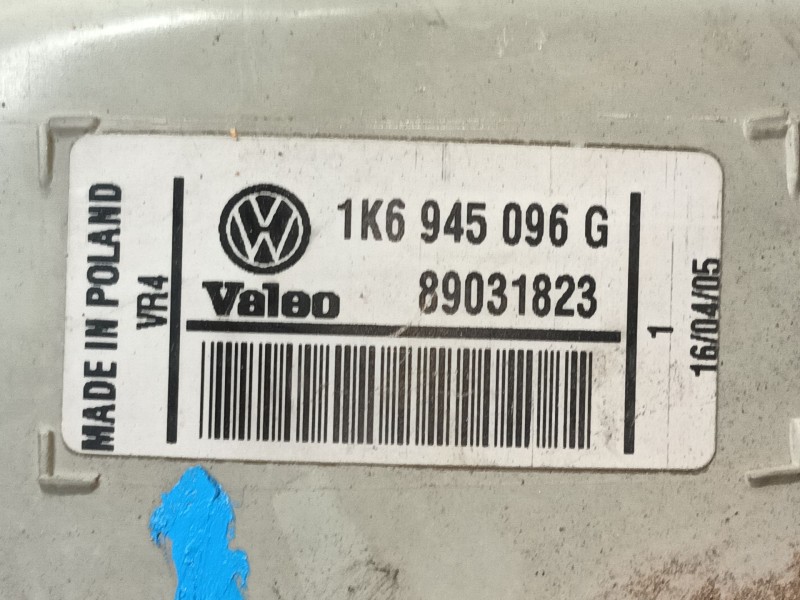 MADE IN POLAND
VR4
1K6 945 096 G
Valeo 89031823
1
16/04/05